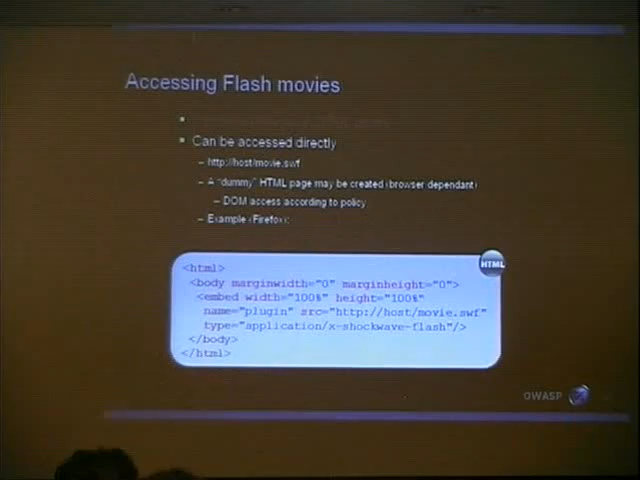 Accessing Flash movies
Can be accessed directly
– http://host/movie.swf
– A "dummy" HTML page may be created (browser dependant)
– DOM access according to policy
– Example (Firefox):
HTML
<html>
<body marginwidth="0" marginheight="0">
<embed width="100%" height="100%"
name="plugin" src="http://host/movie.swf"
type="application/x-shockwave-flash"/>
</body>
</html>
OWASP